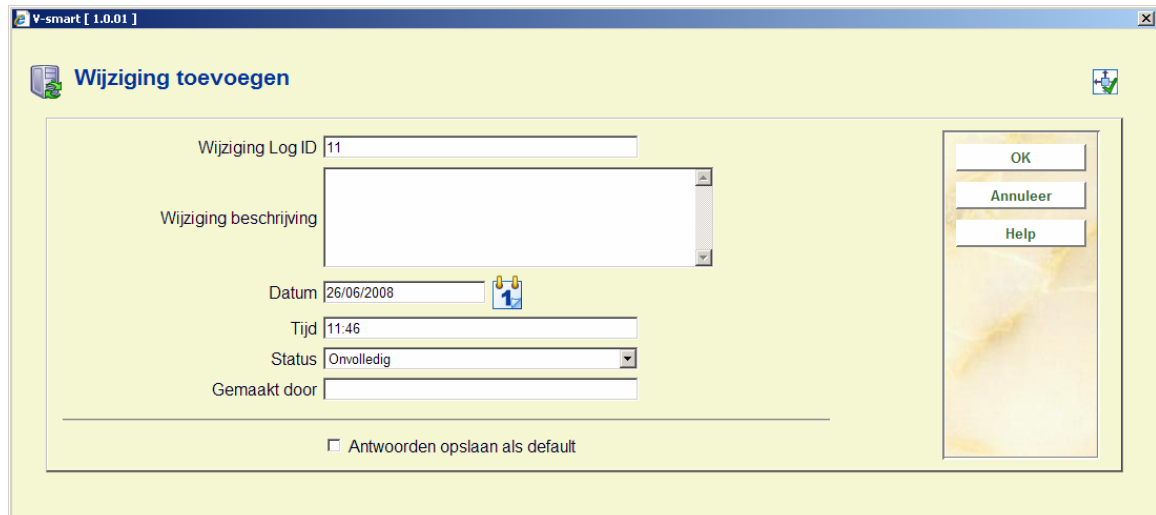 V-smart [ 1.0.01 ]
Wijziging toevoegen
Wijziging Log ID 11
Wijziging beschrijving
Datum 26/06/2008 1
Tijd 11:46
Status Onvolledig
Gemaakt door
Antwoorden opslaan als default
OK
Annuleer
Help